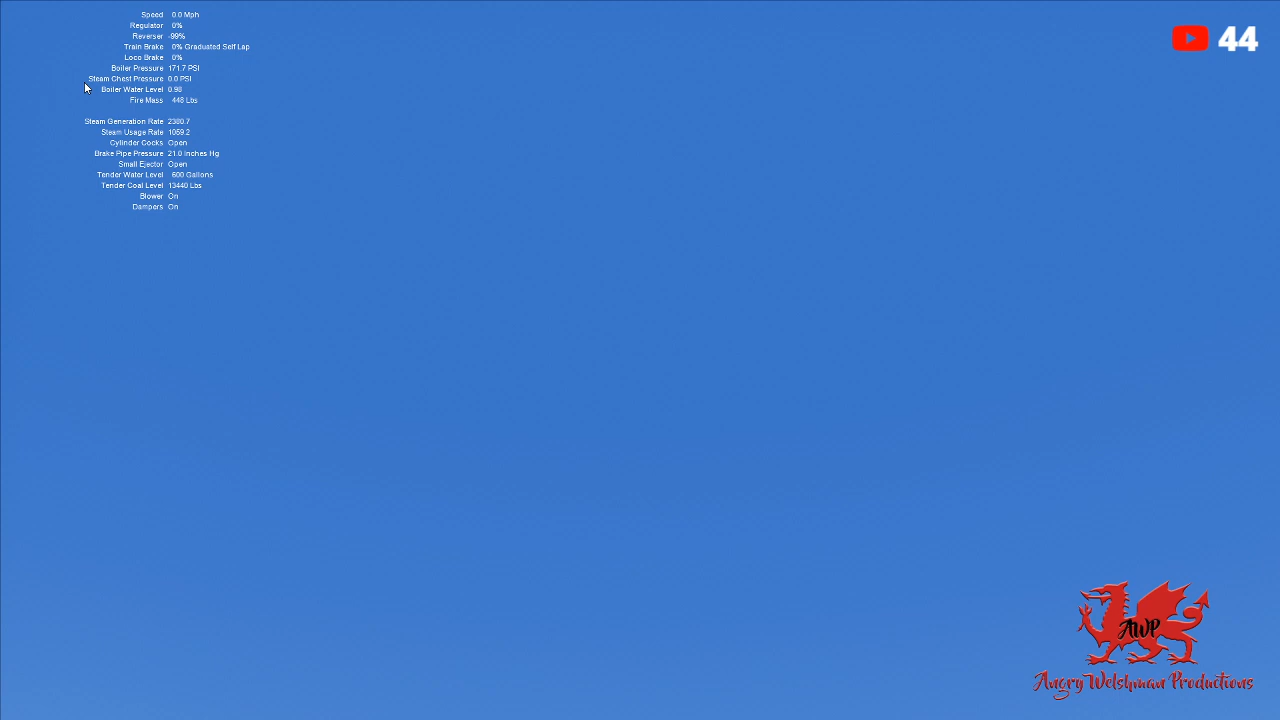 Speed 0.0 Mph
Regulator 0%
Reverser -99%
Train Brake 0% Graduated Self Lap
Loco Brake 0%
Boiler Pressure 171.7 PSI
Steam Chest Pressure 0.0 PSI
Boiler Water Level 0.98
Fire Mass 448 Lbs
Steam Generation Rate 2380.7
Steam Usage Rate 1059.2
Cylinder Cocks Open
Brake Pipe Pressure 21.0 Inches Hg
Small Ejector Open
Tender Water Level 600 Gallons
Tender Coal Level 13440 Lbs
Blower On
Dampers On
44
AWP
Angry Welshman Productions